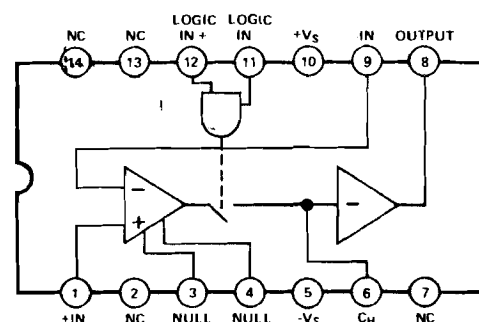 NC NC LOGIC IN + LOGIC IN +VS IN OUTPUT
14 13 12 11 10 9 8
−
+
−
1 2 3 4 5 6 7
+IN NC NULL NULL -VS CH NC